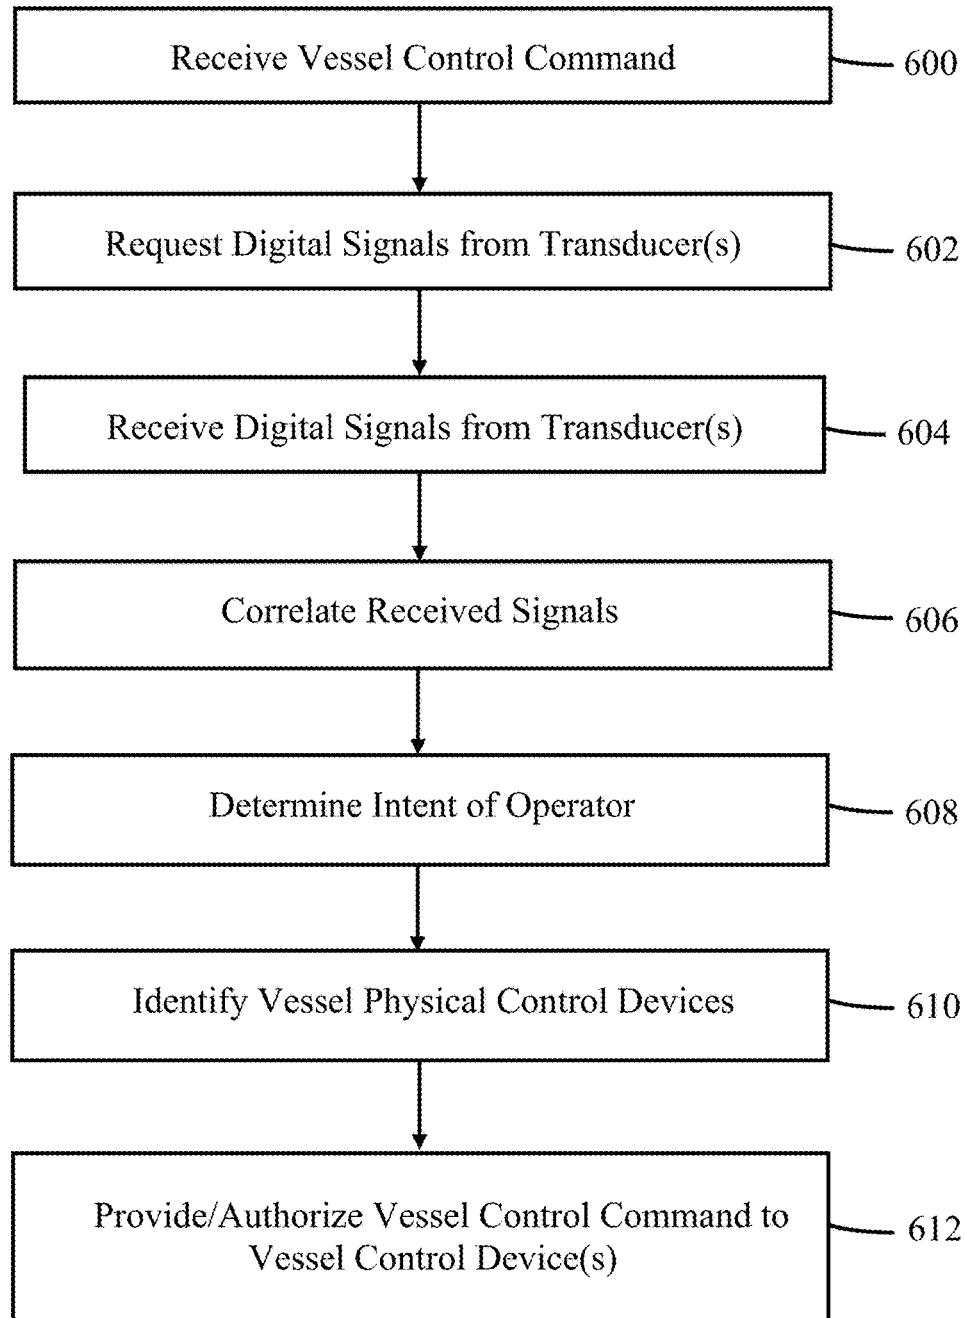 Receive Vessel Control Command
600
Request Digital Signals from Transducer(s)
602
Receive Digital Signals from Transducer(s)
604
Correlate Received Signals
606
Determine Intent of Operator
608
Identify Vessel Physical Control Devices
610
Provide/Authorize Vessel Control Command to
Vessel Control Device(s)
612